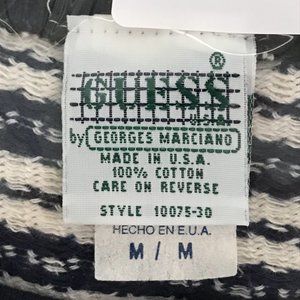 ®
GUESS
U.S.A.
by GEORGES MARCIANO
MADE IN U.S.A.
100% COTTON
CARE ON REVERSE
STYLE 10075-30
HECHO EN E.U.A.
M / M